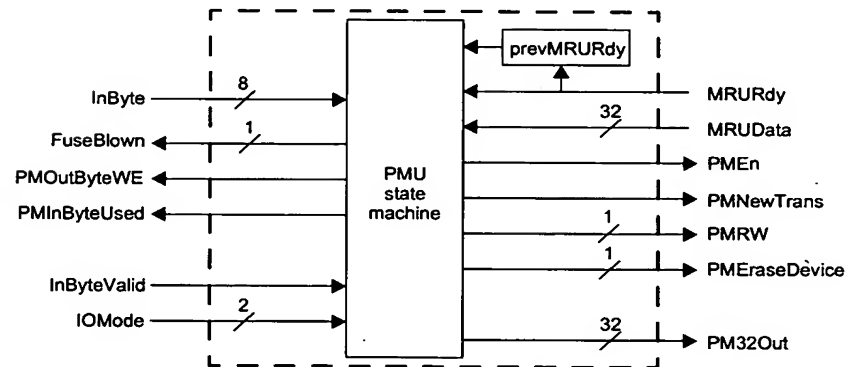 prevMRURdy
8
InByte
MRURdy
32
MRUData
1
FuseBlown
PMEn
PMU
state
machine
PMOutByteWE
PMNewTrans
PMInByteUsed
1
PMRW
1
PMEraseDevice
InByteValid
2
IOMode
32
PM32Out